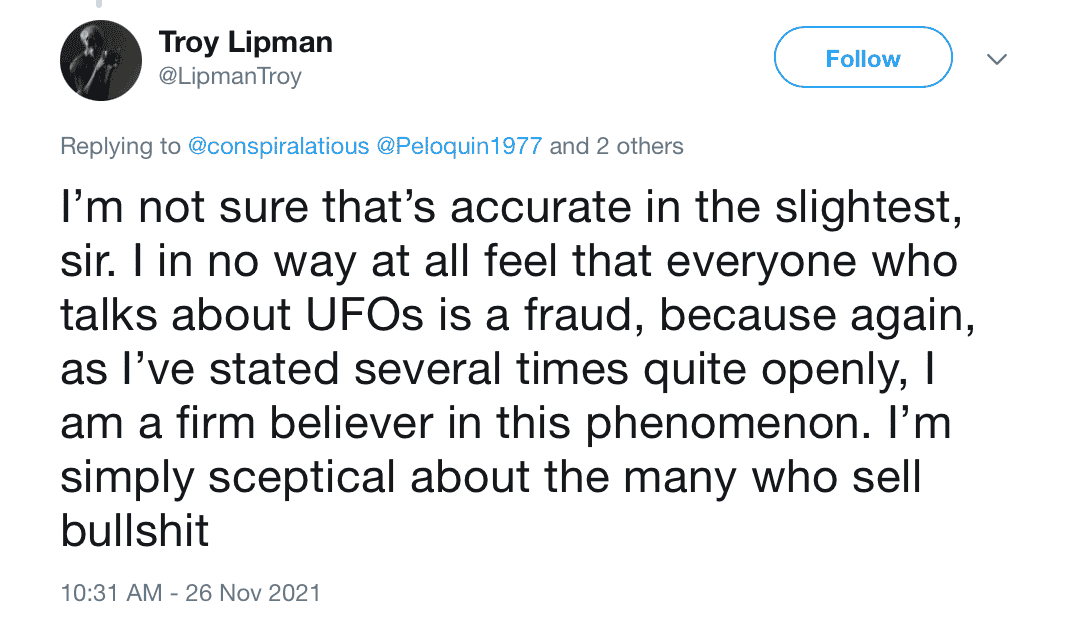 Troy Lipman
@LipmanTroy
Follow
Replying to @conspiralatious @Peloquin1977 and 2 others
I’m not sure that’s accurate in the slightest,
sir. I in no way at all feel that everyone who
talks about UFOs is a fraud, because again,
as I’ve stated several times quite openly, I
am a firm believer in this phenomenon. I’m
simply sceptical about the many who sell
bullshit
10:31 AM - 26 Nov 2021